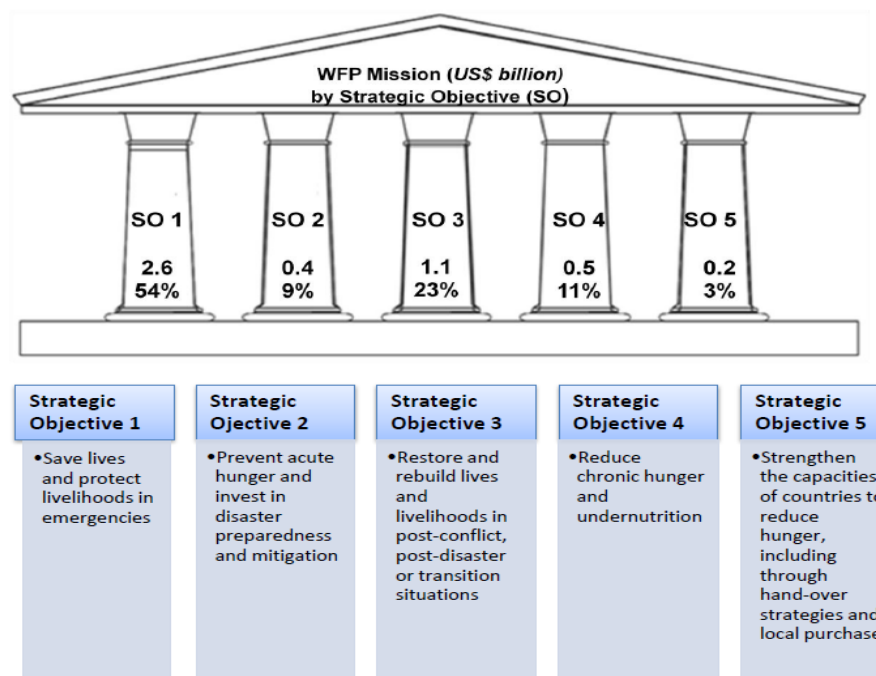 WFP Mission (US$ billion)
by Strategic Objective (SO)
SO 1
2.6
54%
SO 2
0.4
9%
SO 3
1.1
23%
SO 4
0.5
11%
SO 5
0.2
3%
Strategic
Objective 1
•Save lives
and protect
livelihoods in
emergencies
Strategic
Ojective 2
•Prevent acute
hunger and
invest in
disaster
preparedness
and mitigation
Strategic
Objective 3
•Restore and
rebuild lives
and
livelihoods in
post-conflict,
post-disaster
or transition
situations
Strategic
Objective 4
•Reduce
chronic hunger
and
undernutrition
Strategic
Objective 5
•Strengthen
the capacities
of countries to
reduce
hunger,
including
through
hand-over
strategies and
local purchase